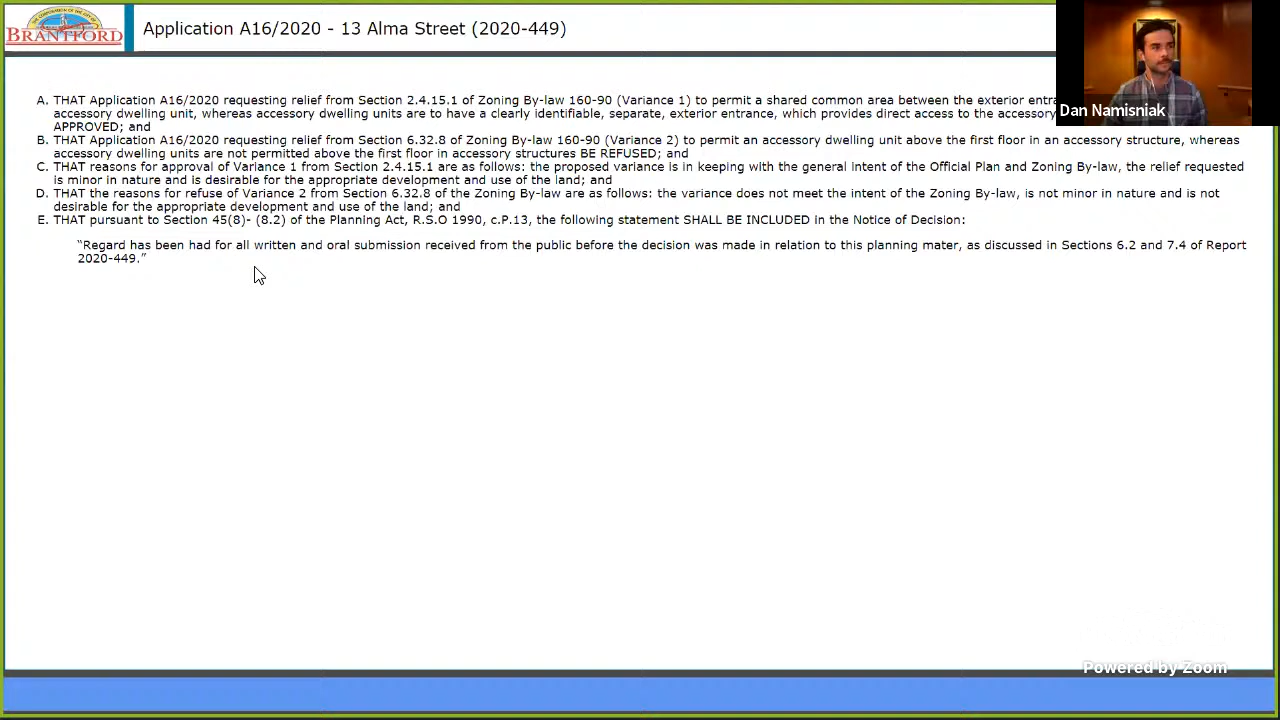 BRANTFORD
Application A16/2020 - 13 Alma Street (2020-449)
Dan Namisniak
A. THAT Application A16/2020 requesting relief from Section 2.4.15.1 of Zoning By-law 160-90 (Variance 1) to permit a shared common area between the exterior
accessory dwelling unit, whereas accessory dwelling units are to have a clearly identifiable, separate, exterior entrance, which provides direct access to the accessory
APPROVED; and
B. THAT Application A16/2020 requesting relief from Section 6.32.8 of Zoning By-law 160-90 (Variance 2) to permit an accessory dwelling unit above the first floor in an accessory structure, whereas
accessory dwelling units are not permitted above the first floor in accessory structures BE REFUSED; and
C. THAT reasons for approval of Variance 1 from Section 2.4.15.1 are as follows: the proposed variance is in keeping with the general intent of the Official Plan and Zoning By-law, the relief requested
is minor in nature and is desirable for the appropriate development and use of the land; and
D. THAT the reasons for refuse of Variance 2 from Section 6.32.8 of the Zoning By-law are as follows: the variance does not meet the intent of the Zoning By-law, is not minor in nature and is not
desirable for the appropriate development and use of the land; and
E. THAT pursuant to Section 45(8)- (8.2) of the Planning Act, R.S.O 1990, c.P.13, the following statement SHALL BE INCLUDED in the Notice of Decision:
"Regard has been had for all written and oral submission received from the public before the decision was made in relation to this planning mater, as discussed in Sections 6.2 and 7.4 of Report
2020-449."
Powered by Zoom